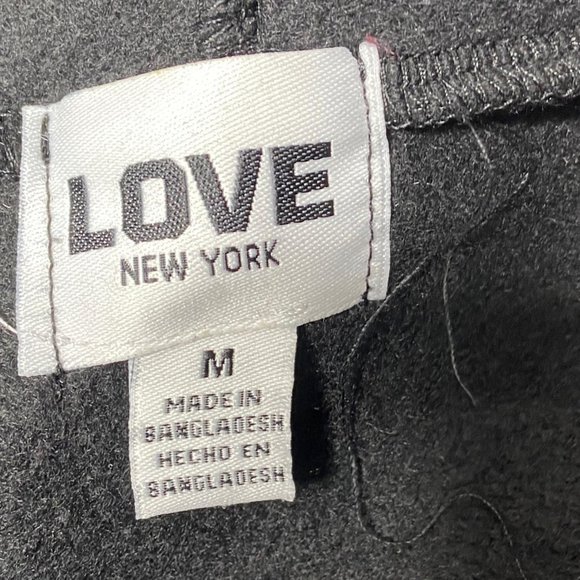 LOVE
NEW YORK
M
MADE IN
BANGLADESH
HECHO EN
BANGLADESH